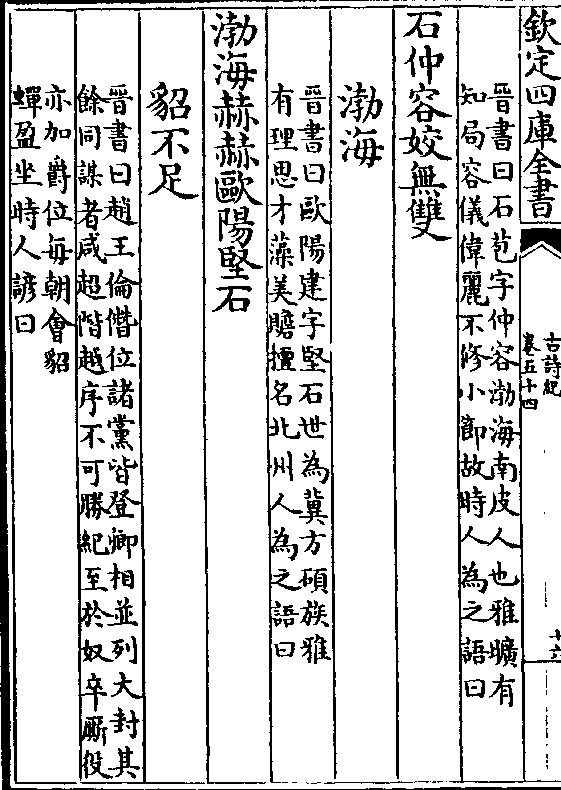 欽定四庫全書
古詩紀
卷五十四
十六
晉書曰石苞字仲容渤海南皮人也雅曠有
知局容儀偉麗不修小節故時人為之語曰
石仲容姣無雙
渤海
晉書曰歐陽建字堅石世為冀方碩族雅
有理思才藻美贍擅名北州人為之語曰
渤海赫赫歐陽堅石
貂不足
晉書曰趙王倫僭位諸黨皆登卿相並列大封其
餘同謀者咸超階越序不可勝紀至於奴卒厮役
亦加爵位每朝會貂
蟬盈坐時人諺曰